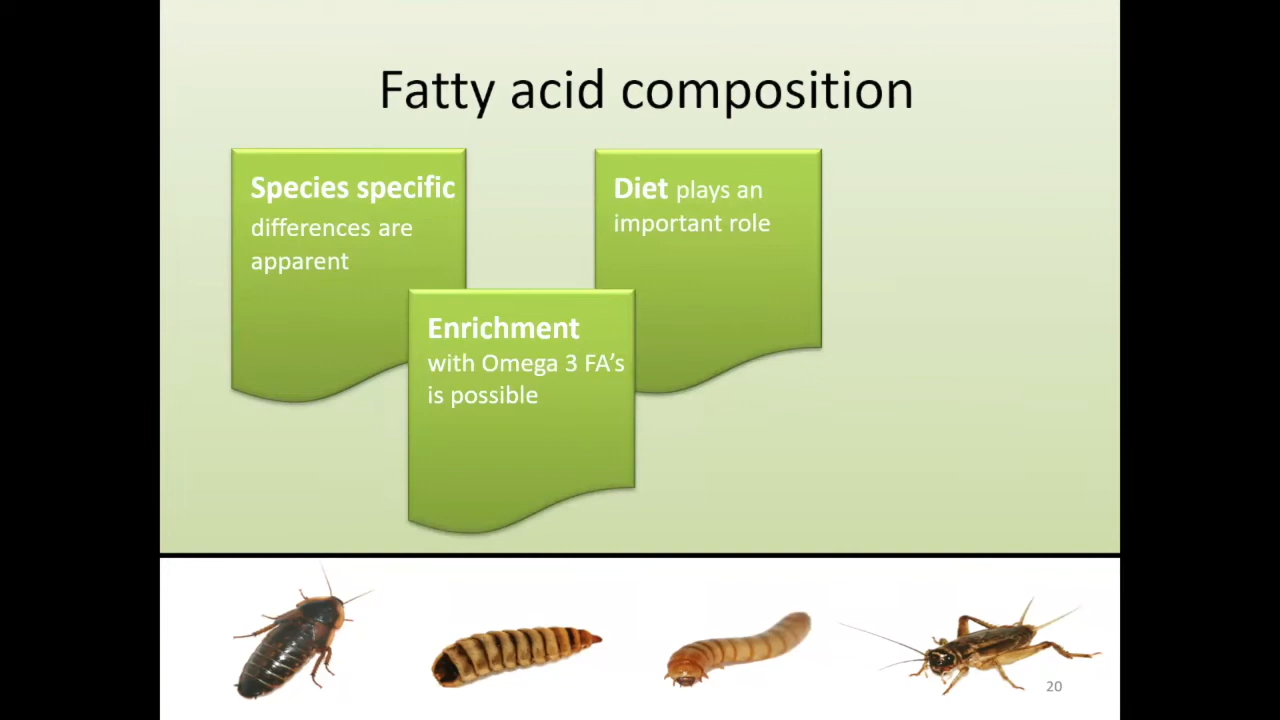 Fatty acid composition
Species specific
differences are
apparent
Diet plays an
important role
Enrichment
with Omega 3 FA’s
is possible
20